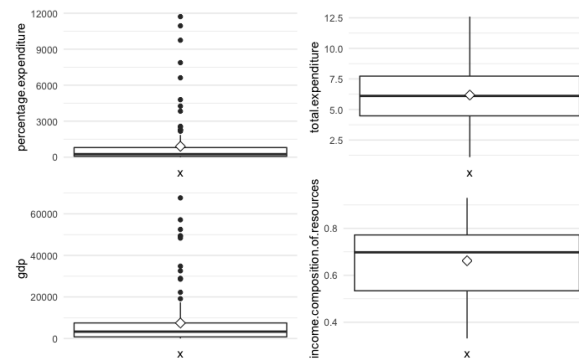 percentage.expenditure
12000
9000
6000
3000
0
x
total.expenditure
12.5
10.0
7.5
5.0
2.5
x
gdp
60000
40000
20000
0
x
income.composition.of.resources
0.8
0.6
0.4
x